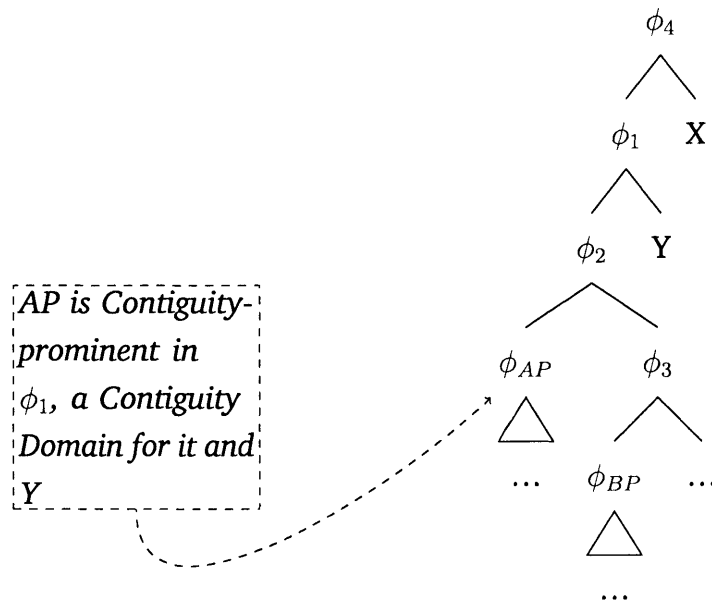 ϕ4
ϕ1 X
ϕ2 Y
AP is Contiguity-
prominent in
ϕ1, a Contiguity
Domain for it and
Y
ϕAP ϕ3
... ϕBP ...
...